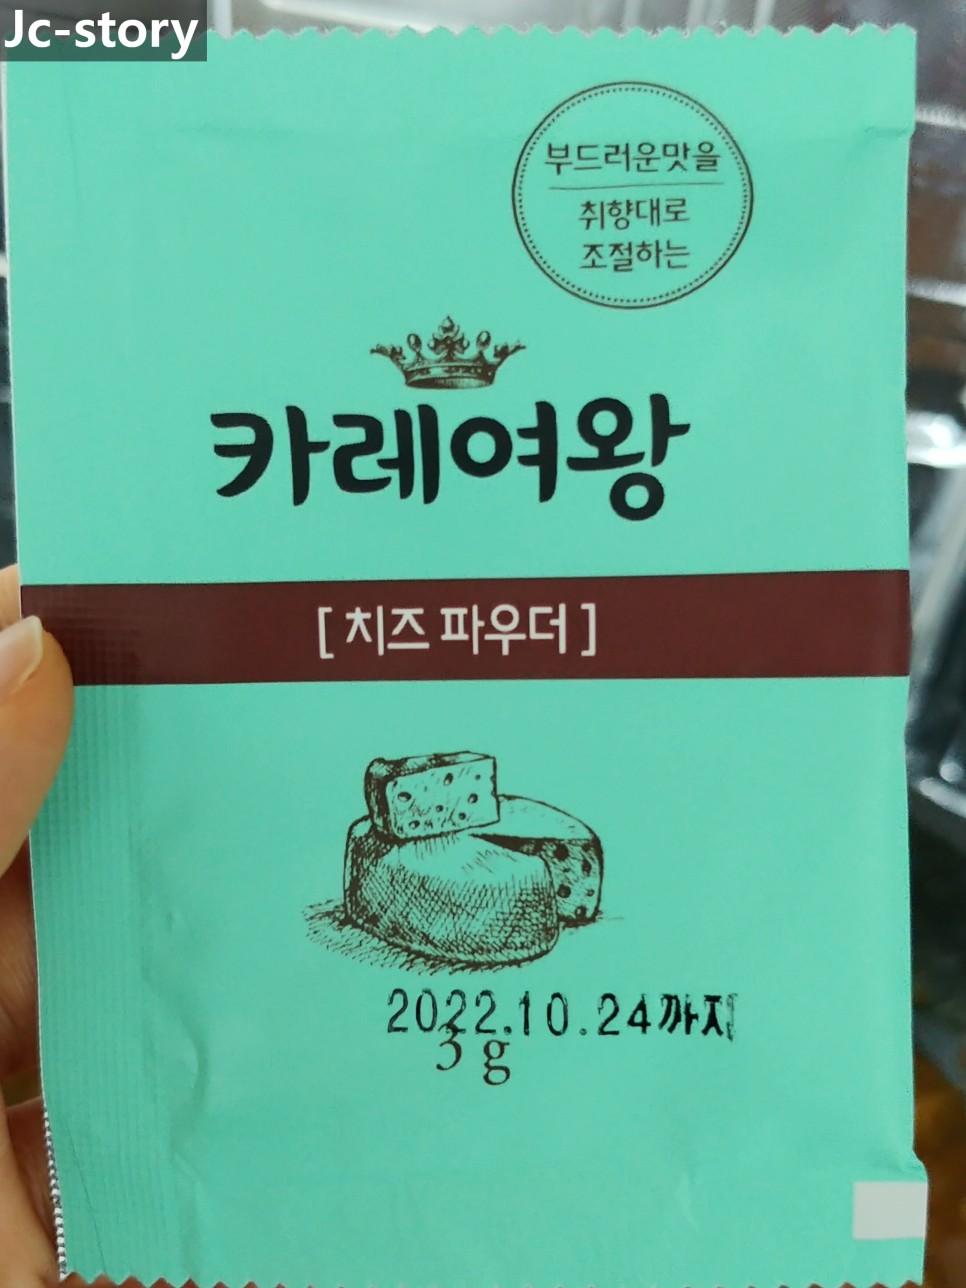 Jc-story
부드러운맛을
취향대로
조절하는
카레여왕
[ 치즈 파우더 ]
2022.10.24까지
3 g